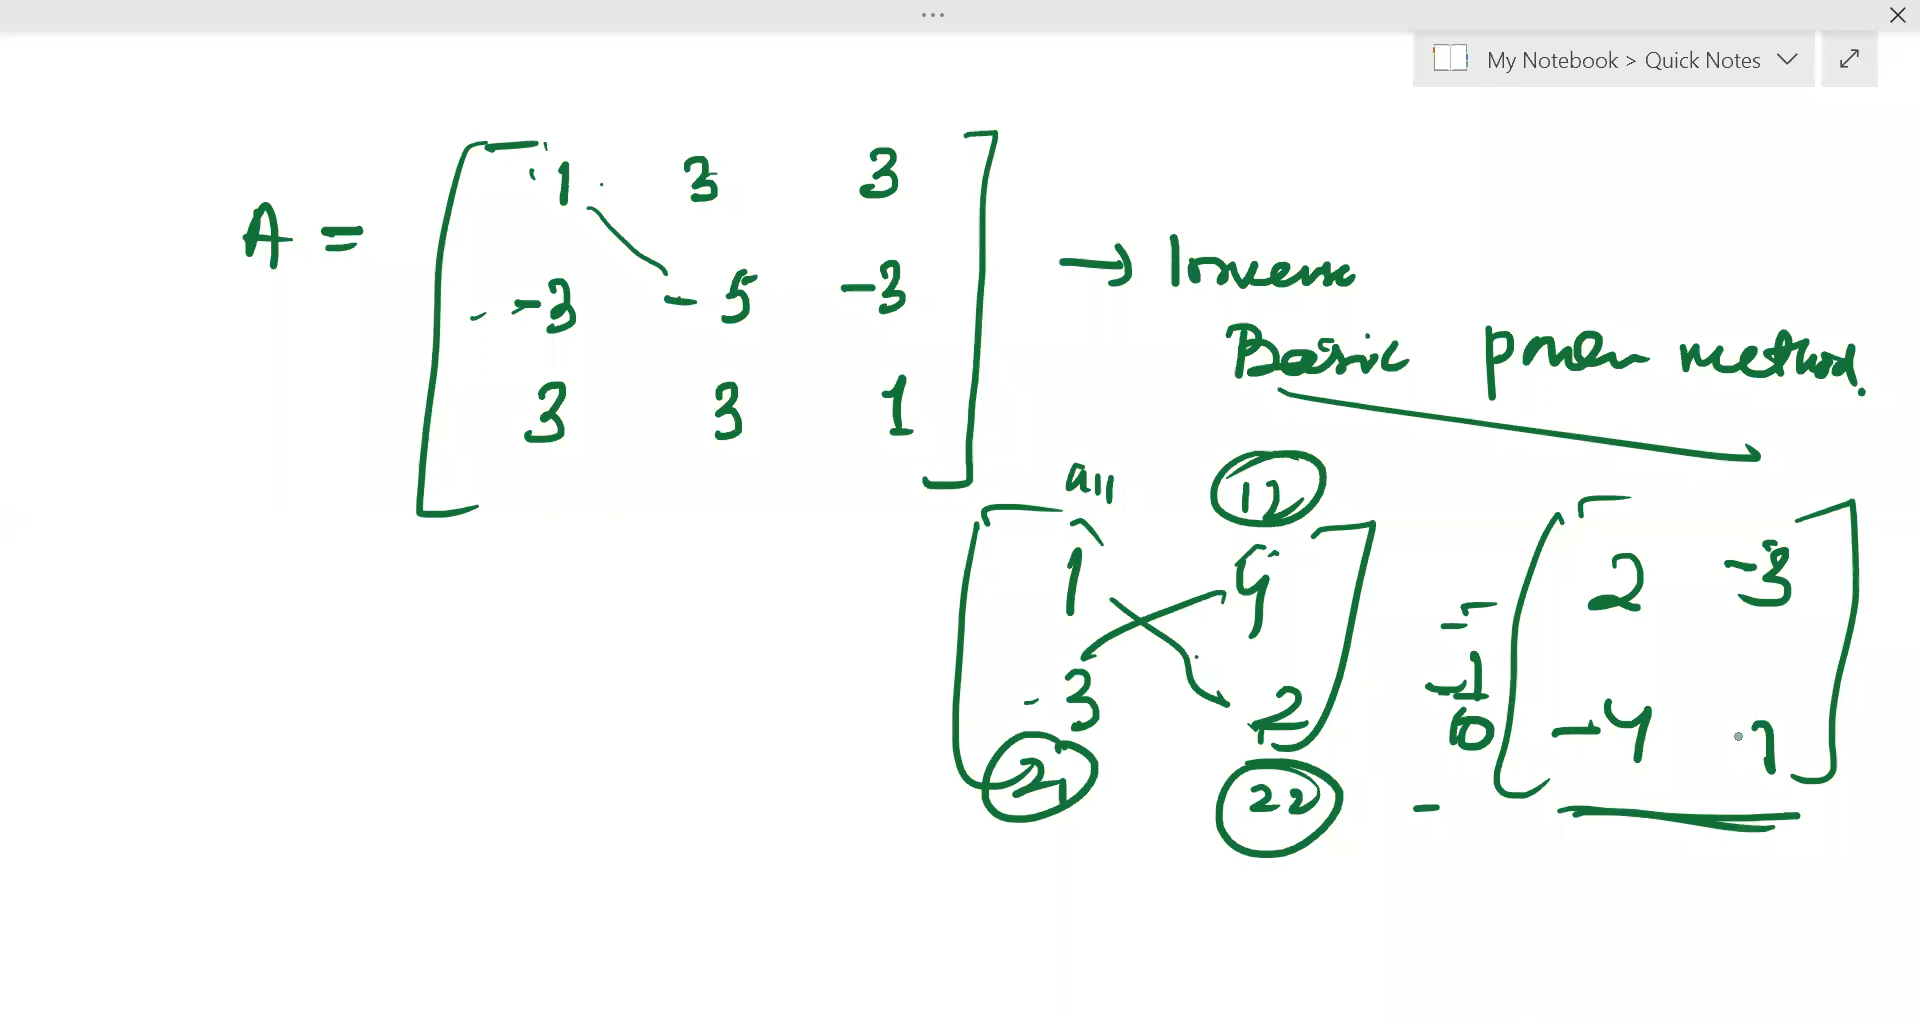 My Notebook > Quick Notes
A = 1 3 3
-3 -5 -3
3 3 1
→ Inverse
Basic power method.
a11 12
1 4
-3 2
21 22
= -1/10
2 -3
-4 1